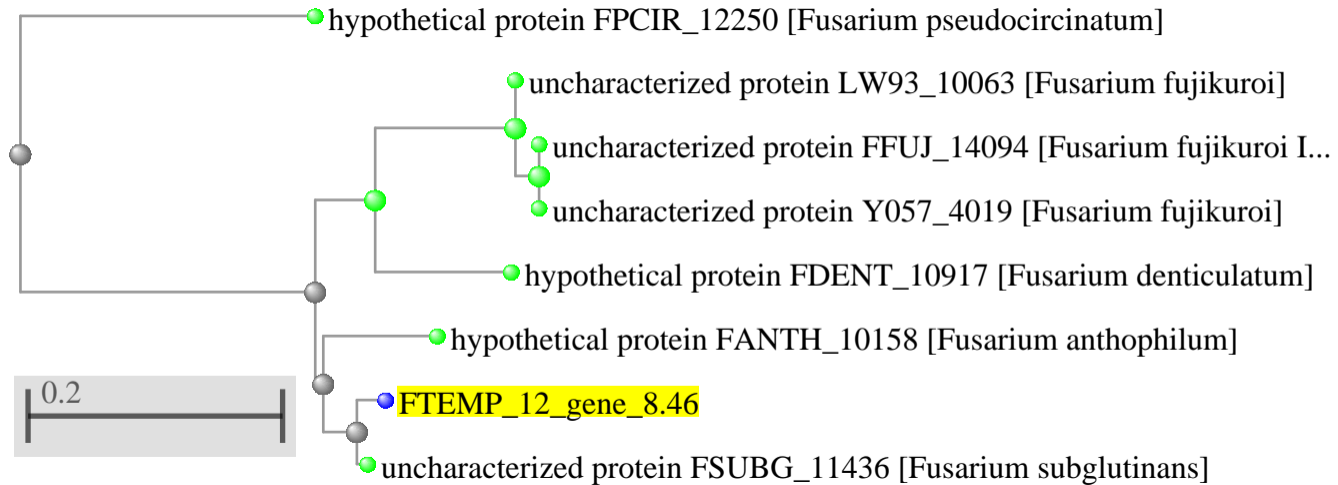 hypothetical protein FPCIR_12250 [Fusarium pseudocircinatum]
uncharacterized protein LW93_10063 [Fusarium fujikuroi]
uncharacterized protein FFUJ_14094 [Fusarium fujikuroi I...
uncharacterized protein Y057_4019 [Fusarium fujikuroi]
hypothetical protein FDENT_10917 [Fusarium denticulatum]
hypothetical protein FANTH_10158 [Fusarium anthophilum]
0.2
FTEMP_12_gene_8.46
uncharacterized protein FSUBG_11436 [Fusarium subglutinans]